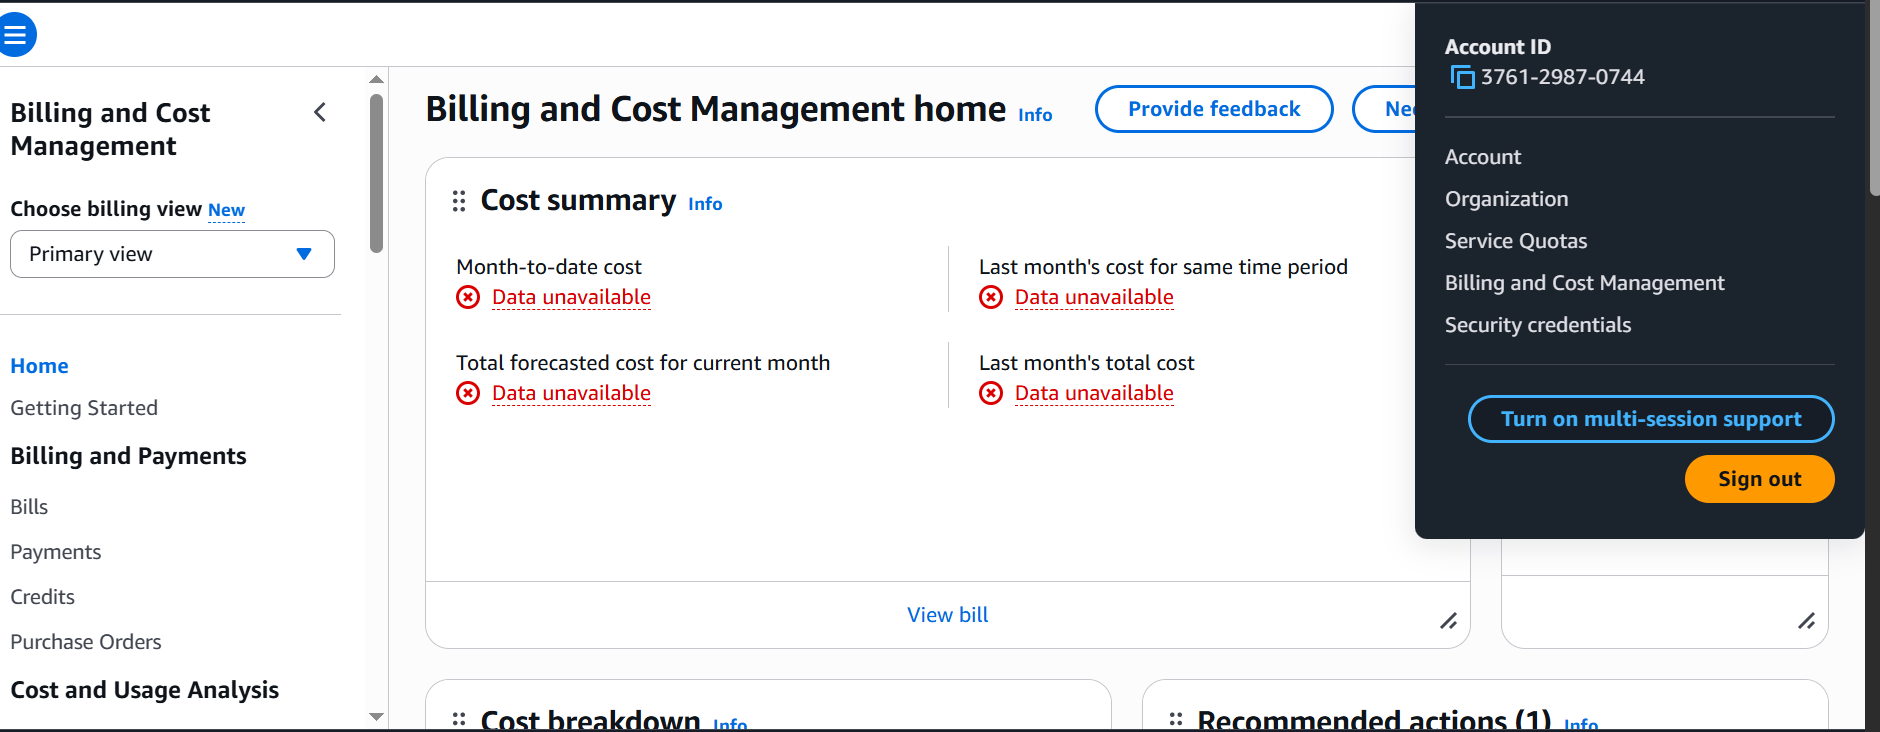 Billing and Cost
Management
Choose billing view New
Primary view
Home
Getting Started
Billing and Payments
Bills
Payments
Credits
Purchase Orders
Cost and Usage Analysis
Billing and Cost Management home Info
Provide feedback
Cost summary Info
Month-to-date cost
Data unavailable
Last month's cost for same time period
Data unavailable
Total forecasted cost for current month
Data unavailable
Last month's total cost
Data unavailable
View bill
Cost breakdown Info
Recommended actions (1) Info
Account ID
3761-2987-0744
Account
Organization
Service Quotas
Billing and Cost Management
Security credentials
Turn on multi-session support
Sign out